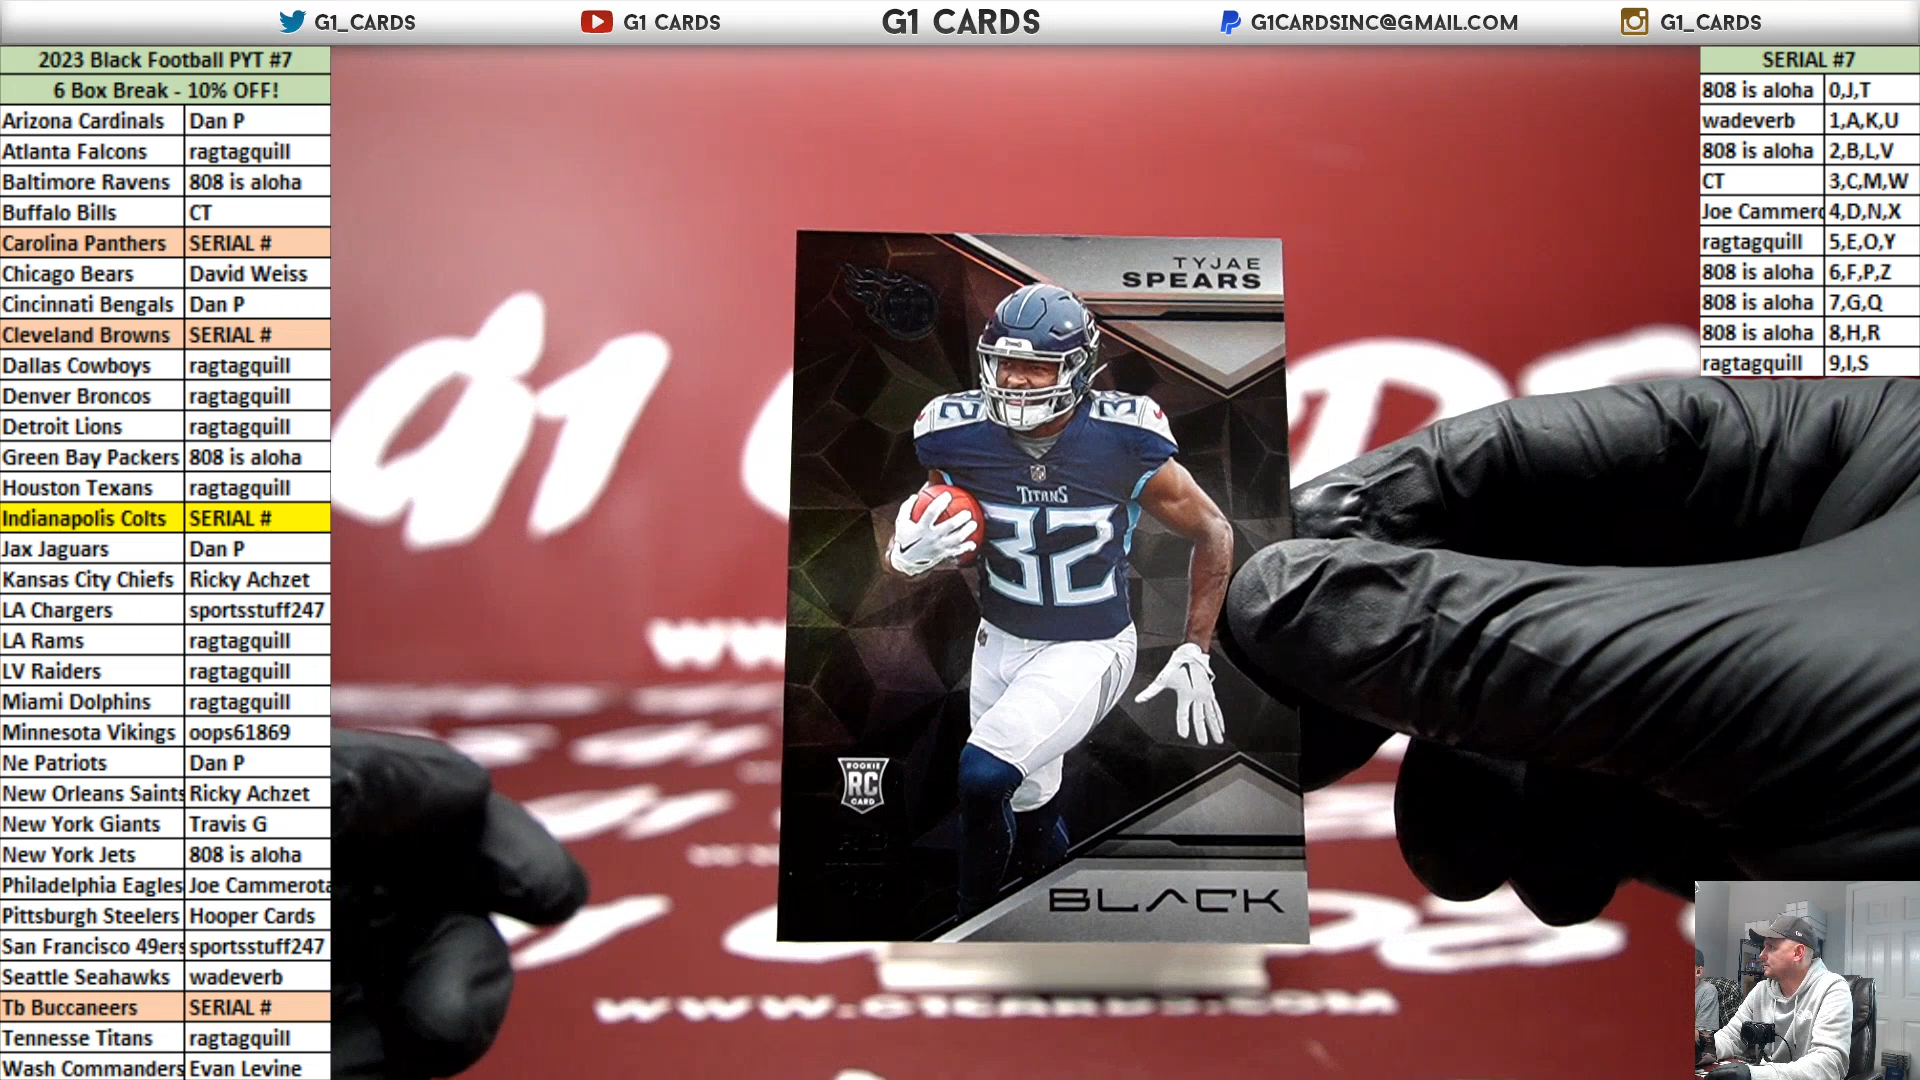 G1_CARDS G1 CARDS G1 CARDS G1CARDSINC@GMAIL.COM G1_CARDS
2023 Black Football PYT #7
6 Box Break - 10% OFF!
Arizona Cardinals Dan P
Atlanta Falcons ragtagquill
Baltimore Ravens 808 is aloha
Buffalo Bills CT
Carolina Panthers SERIAL #
Chicago Bears David Weiss
Cincinnati Bengals Dan P
Cleveland Browns SERIAL #
Dallas Cowboys ragtagquill
Denver Broncos ragtagquill
Detroit Lions ragtagquill
Green Bay Packers 808 is aloha
Houston Texans ragtagquill
Indianapolis Colts SERIAL #
Jax Jaguars Dan P
Kansas City Chiefs Ricky Achzet
LA Chargers sportsstuff247
LA Rams ragtagquill
LV Raiders ragtagquill
Miami Dolphins ragtagquill
Minnesota Vikings oops61869
Ne Patriots Dan P
New Orleans Saints Ricky Achzet
New York Giants Travis G
New York Jets 808 is aloha
Philadelphia Eagles Joe Cammerota
Pittsburgh Steelers Hooper Cards
San Francisco 49ers sportsstuff247
Seattle Seahawks wadeverb
Tb Buccaneers SERIAL #
Tennesse Titans ragtagquill
Wash Commanders Evan Levine
SERIAL #7
808 is aloha 0,J,T
wadeverb 1,A,K,U
808 is aloha 2,B,L,V
CT 3,C,M,W
Joe Cammerc 4,D,N,X
ragtagquill 5,E,O,Y
808 is aloha 6,F,P,Z
808 is aloha 7,G,Q
808 is aloha 8,H,R
ragtagquill 9,I,S
TYJAE
SPEARS
32 32
TITANS
32
ROOKIE
RC
CARD
BLACK
G1
WWW.G1CARDS.COM